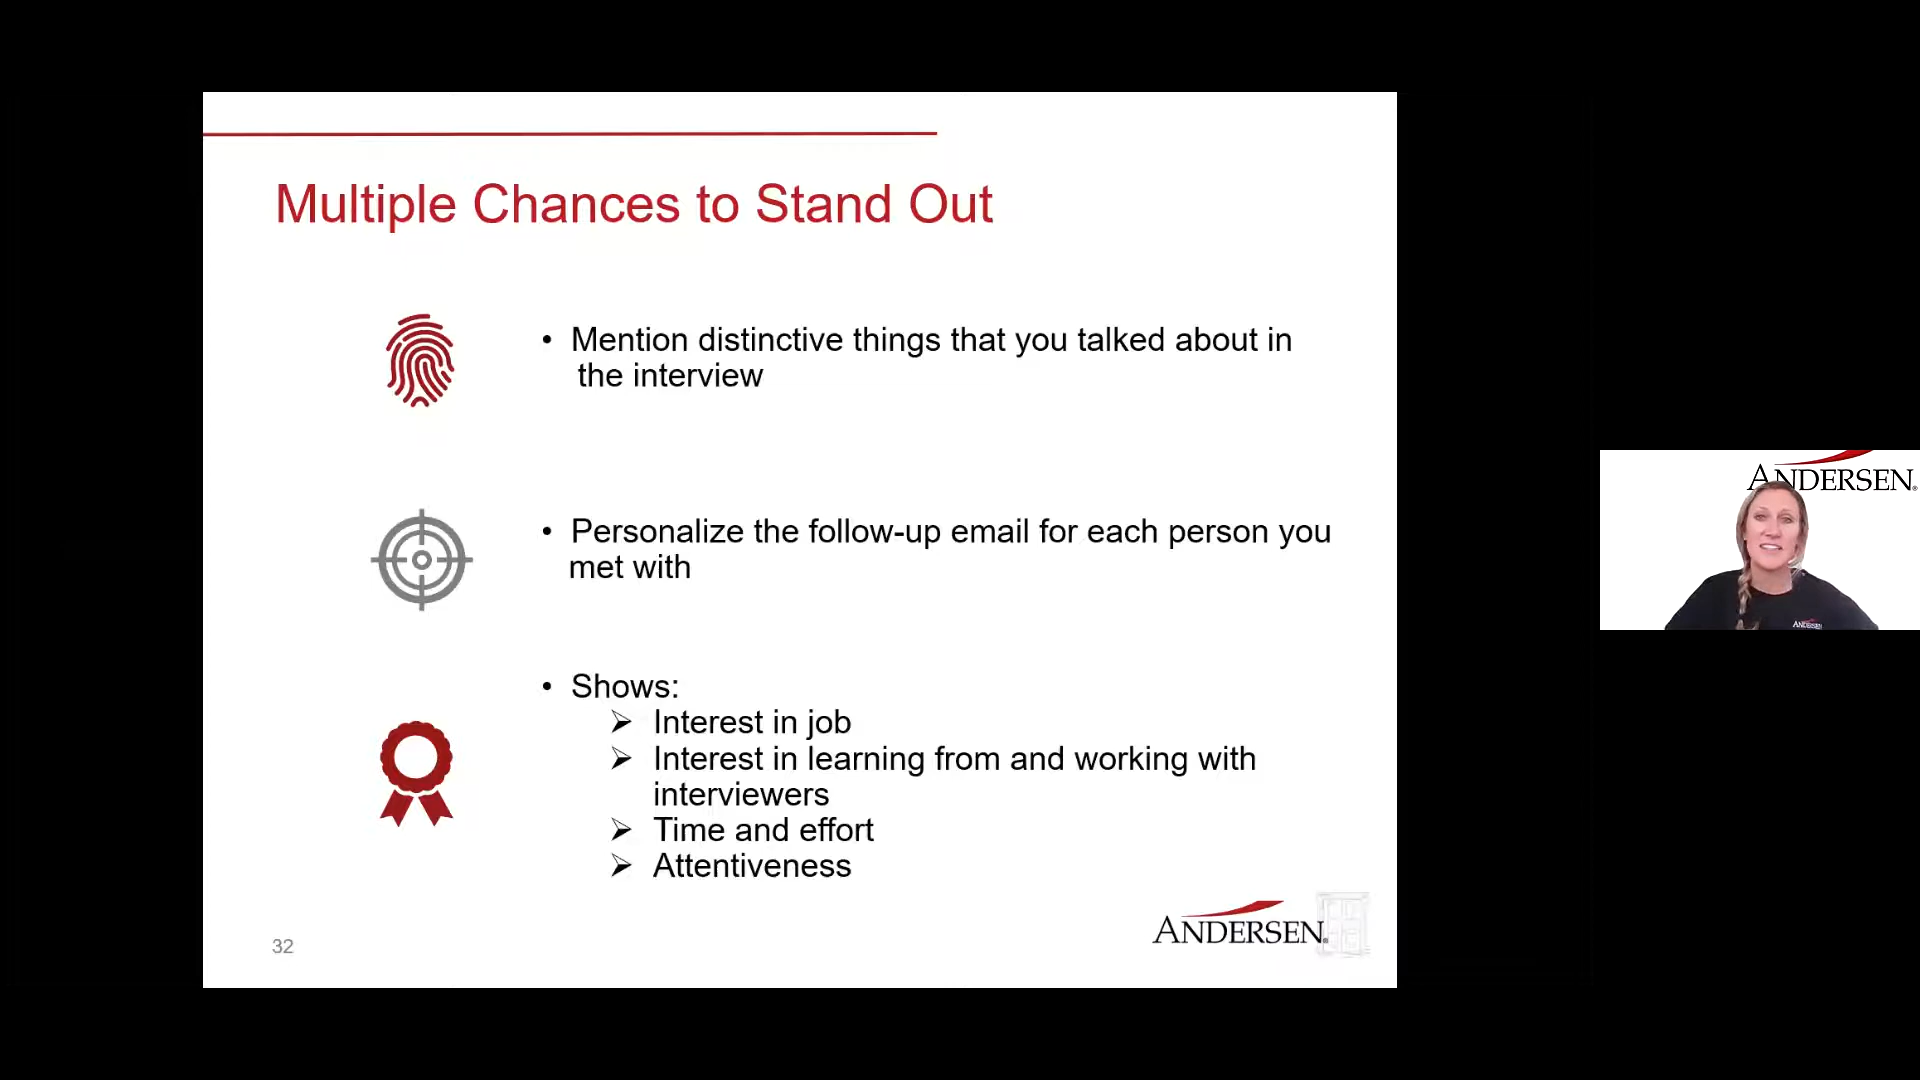 Multiple Chances to Stand Out
• Mention distinctive things that you talked about in
the interview
• Personalize the follow-up email for each person you
met with
• Shows:
➢ Interest in job
➢ Interest in learning from and working with
interviewers
➢ Time and effort
➢ Attentiveness
32
ANDERSEN®
ANDERSEN®
ANDERSEN